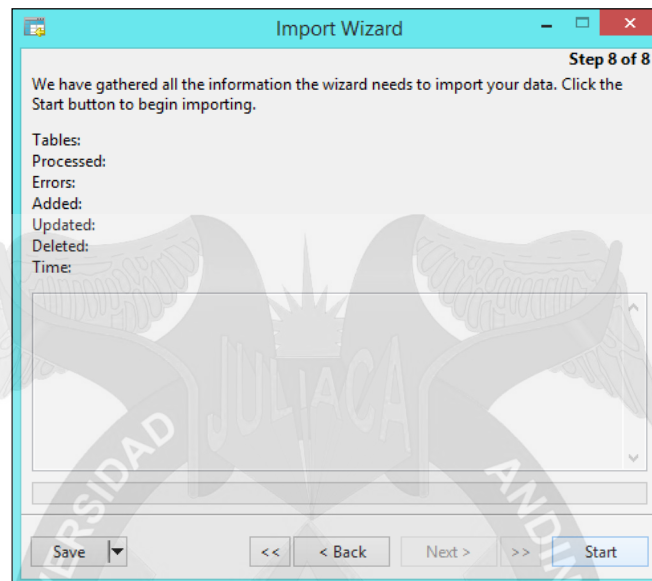 Import Wizard
Step 8 of 8
We have gathered all the information the wizard needs to import your data. Click the
Start button to begin importing.
Tables:
Processed:
Errors:
Added:
Updated:
Deleted:
Time:
JULIACA
ERSIDAD
ANDIN
Save
<<
< Back
Next >
>>
Start